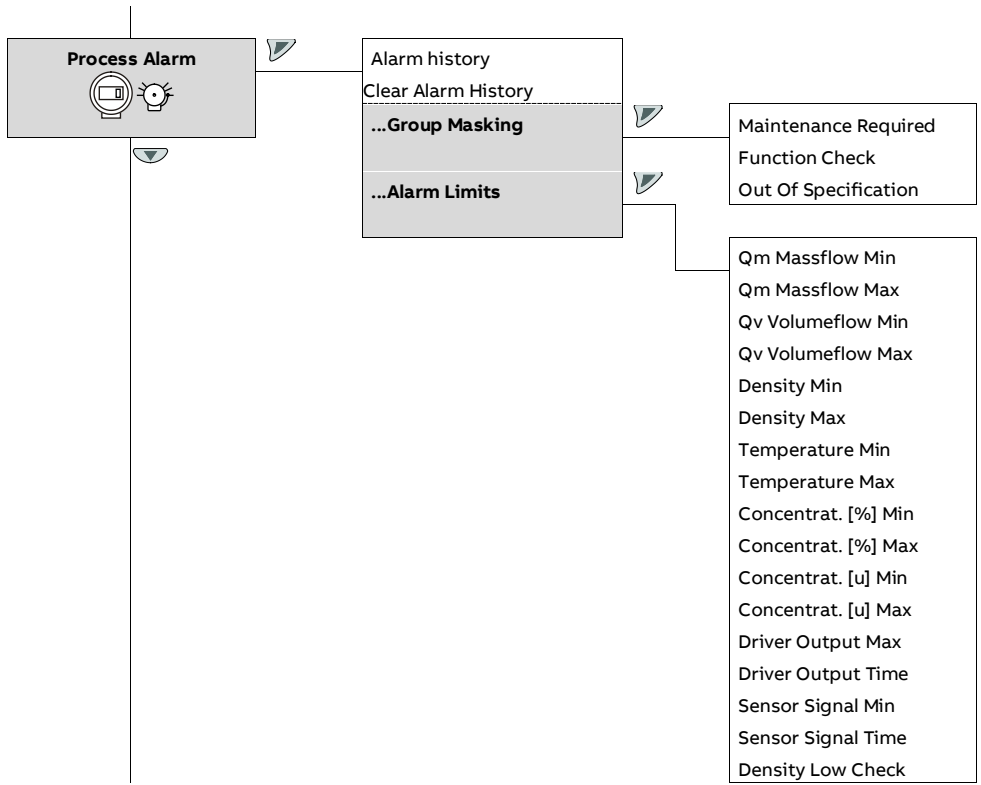 Process Alarm
Alarm history
Clear Alarm History
...Group Masking
...Alarm Limits
Maintenance Required
Function Check
Out Of Specification
Qm Massflow Min
Qm Massflow Max
Qv Volumeflow Min
Qv Volumeflow Max
Density Min
Density Max
Temperature Min
Temperature Max
Concentrat. [%] Min
Concentrat. [%] Max
Concentrat. [u] Min
Concentrat. [u] Max
Driver Output Max
Driver Output Time
Sensor Signal Min
Sensor Signal Time
Density Low Check